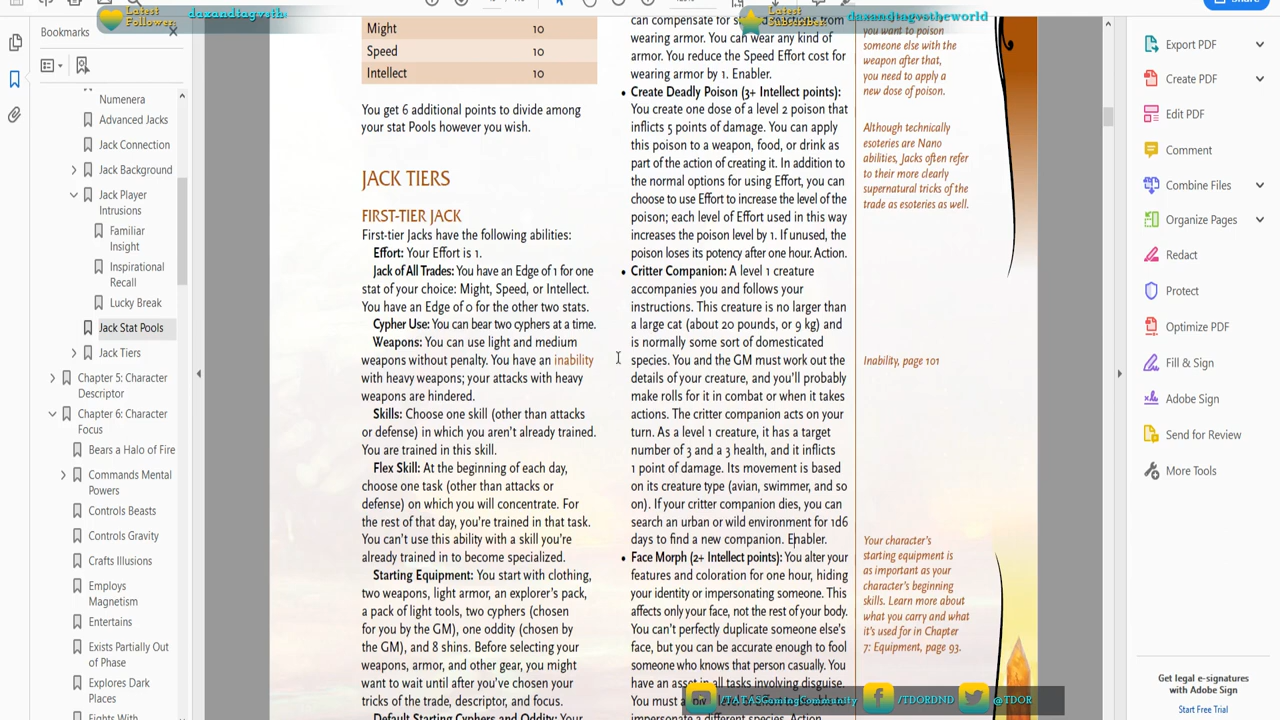 Latest
Follower:
daxandtagvsth
Latest
Subscriber:
daxandtagvstheworld
Share
Bookmarks
Numenera
Advanced Jacks
Jack Connection
Jack Background
Jack Player
Intrusions
Familiar
Insight
Inspirational
Recall
Lucky Break
Jack Stat Pools
Jack Tiers
Chapter 5: Character
Descriptor
Chapter 6: Character
Focus
Bears a Halo of Fire
Commands Mental
Powers
Controls Beasts
Controls Gravity
Crafts Illusions
Employs
Magnetism
Entertains
Exists Partially Out
of Phase
Explores Dark
Places
Fights With
Might 10
Speed 10
Intellect 10
You get 6 additional points to divide among
your stat Pools however you wish.
JACK TIERS
FIRST-TIER JACK
First-tier Jacks have the following abilities:
Effort: Your Effort is 1.
Jack of All Trades: You have an Edge of 1 for one
stat of your choice: Might, Speed, or Intellect.
You have an Edge of 0 for the other two stats.
Cypher Use: You can bear two cyphers at a time.
Weapons: You can use light and medium
weapons without penalty. You have an inability
with heavy weapons; your attacks with heavy
weapons are hindered.
Skills: Choose one skill (other than attacks
or defense) in which you aren't already trained.
You are trained in this skill.
Flex Skill: At the beginning of each day,
choose one task (other than attacks or
defense) on which you will concentrate. For
the rest of that day, you're trained in that task.
You can't use this ability with a skill you're
already trained in to become specialized.
Starting Equipment: You start with clothing,
two weapons, light armor, an explorer's pack,
a pack of light tools, two cyphers (chosen
for you by the GM), one oddity (chosen by
the GM), and 8 shins. Before selecting your
weapons, armor, and other gear, you might
want to wait until after you've chosen your
tricks of the trade, descriptor, and focus.
Default Starting Cyphers and Oddity: Your
can compensate for from
wearing armor. You can wear any kind of
armor. You reduce the Speed Effort cost for
wearing armor by 1. Enabler.
• Create Deadly Poison (3+ Intellect points):
You create one dose of a level 2 poison that
inflicts 5 points of damage. You can apply
this poison to a weapon, food, or drink as
part of the action of creating it. In addition to
the normal options for using Effort, you can
choose to use Effort to increase the level of the
poison; each level of Effort used in this way
increases the poison level by 1. If unused, the
poison loses its potency after one hour. Action.
• Critter Companion: A level 1 creature
accompanies you and follows your
instructions. This creature is no larger than
a large cat (about 20 pounds, or 9 kg) and
is normally some sort of domesticated
species. You and the GM must work out the
details of your creature, and you'll probably
make rolls for it in combat or when it takes
actions. The critter companion acts on your
turn. As a level 1 creature, it has a target
number of 3 and a 3 health, and it inflicts
1 point of damage. Its movement is based
on its creature type (avian, swimmer, and so
on). If your critter companion dies, you can
search an urban or wild environment for 1d6
days to find a new companion. Enabler.
• Face Morph (2+ Intellect points): You alter your
features and coloration for one hour, hiding
your identity or impersonating someone. This
affects only your face, not the rest of your body.
You can't perfectly duplicate someone else's
face, but you can be accurate enough to fool
someone who knows that person casually. You
have an asset in all tasks involving disguise.
You must
impersonate a different species. Action.
you want to poison
someone else with the
weapon after that,
you need to apply a
new dose of poison.
Although technically
esoteries are Nano
abilities, Jacks often refer
to their more clearly
supernatural tricks of the
trade as esoteries as well.
Inability, page 101
Your character's
starting equipment is
as important as your
character's beginning
skills. Learn more about
what you carry and what
it's used for in Chapter
7: Equipment, page 93.
Export PDF
Create PDF
Edit PDF
Comment
Combine Files
Organize Pages
Redact
Protect
Optimize PDF
Fill & Sign
Adobe Sign
Send for Review
More Tools
Get legal e-signatures
with Adobe Sign
Start Free Trial
/TATASGamingCommunity
/TDORDND
@TDOR